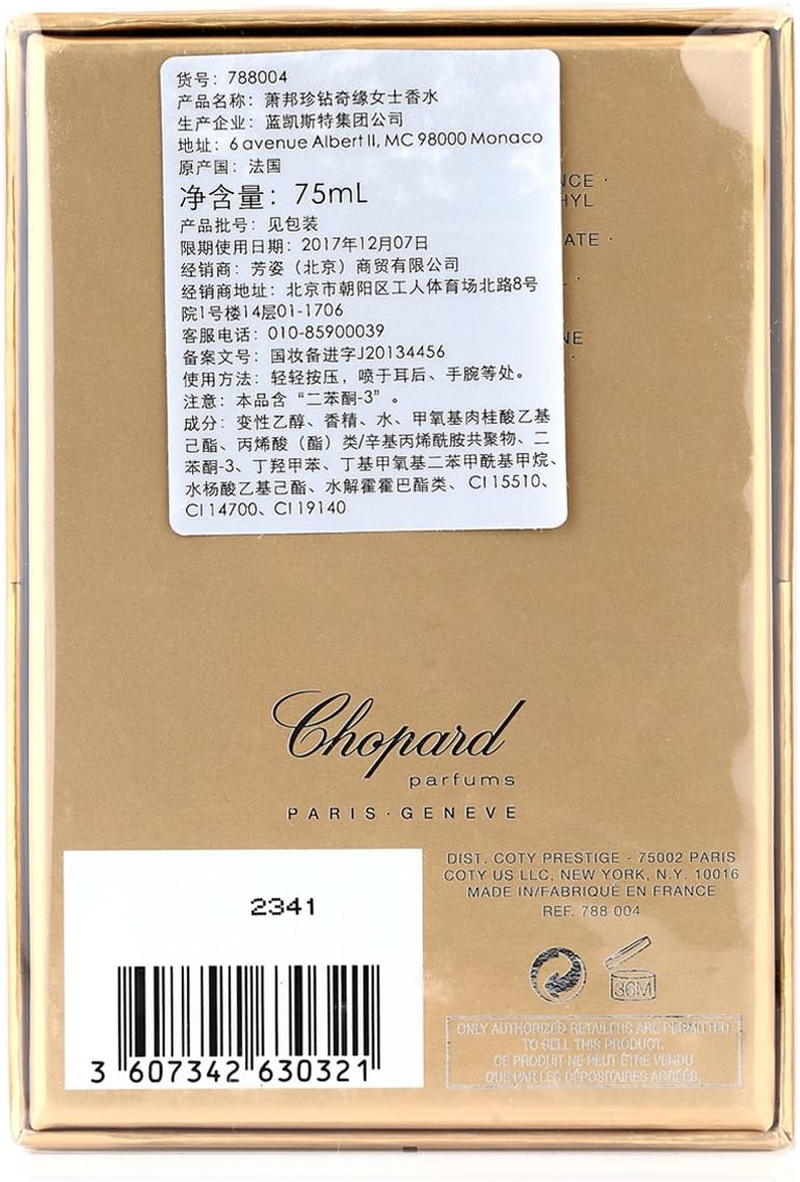 货号：788004
产品名称：萧邦珍钻奇缘女士香水
生产企业：蓝凯斯特集团公司
地址：6 avenue Albert II, MC 98000 Monaco
原产国：法国
净含量：75mL
产品批号：见包装
限期使用日期：2017年12月07日
经销商：芳姿（北京）商贸有限公司
经销商地址：北京市朝阳区工人体育场北路8号
院1号楼14层01-1706
客服电话：010-85900039
备案文号：国妆备进字J20134456
使用方法：轻轻按压，喷于耳后、手腕等处。
注意：本品含“二苯酮-3”。
成分：变性乙醇、香精、水、甲氧基肉桂酸乙基
己酯、丙烯酸（酯）类/辛基丙烯酰胺共聚物、二
苯酮-3、丁羟甲苯、丁基甲氧基二苯甲酰基甲烷、
水杨酸乙基己酯、水解霍霍巴酯类、CI 15510、
CI 14700、CI 19140
NCE ·
HYL
ATE ·
NE
Chopard
parfums
PARIS · GENEVE
2341
3 607342 630321
DIST. COTY PRESTIGE - 75002 PARIS
COTY US LLC, NEW YORK, N.Y. 10016
MADE IN/FABRIQUÉ EN FRANCE
REF. 788 004
36M
ONLY AUTHORIZED RETAILERS ARE PERMITTED
TO SELL THIS PRODUCT.
CE PRODUIT NE PEUT ÊTRE VENDU
QUE PAR LES DÉPOSITAIRES AGRÉÉS.